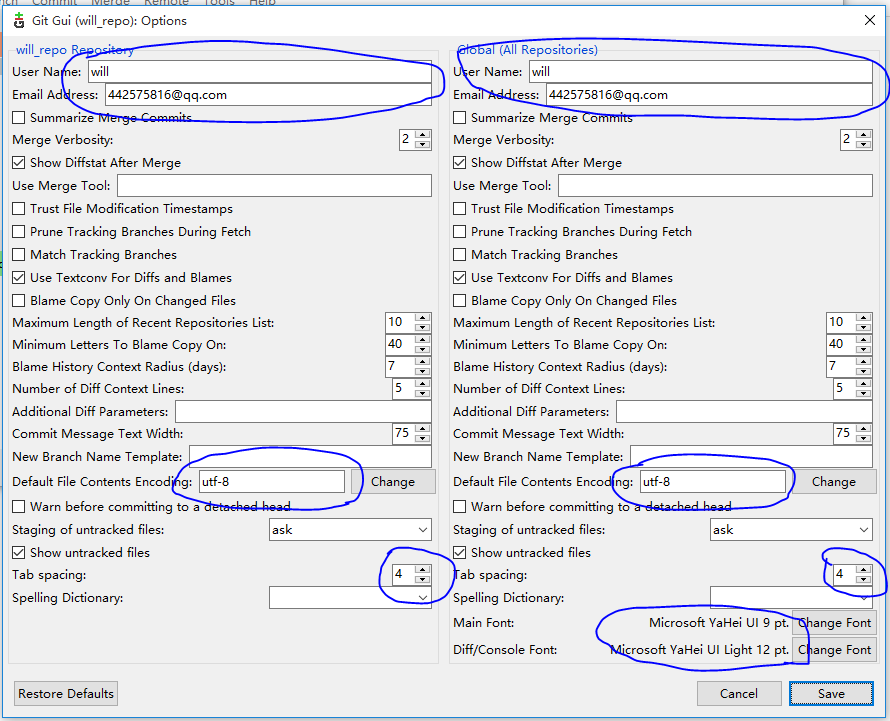 Commit Merge Remote Tools Help
Git Gui (will_repo): Options
will_repo Repository
User Name: will
Email Address: 442575816@qq.com
Summarize Merge Commits
Merge Verbosity: 2
Show Diffstat After Merge
Use Merge Tool:
Trust File Modification Timestamps
Prune Tracking Branches During Fetch
Match Tracking Branches
Use Textconv For Diffs and Blames
Blame Copy Only On Changed Files
Maximum Length of Recent Repositories List: 10
Minimum Letters To Blame Copy On: 40
Blame History Context Radius (days): 7
Number of Diff Context Lines: 5
Additional Diff Parameters:
Commit Message Text Width: 75
New Branch Name Template:
Default File Contents Encoding: utf-8 Change
Warn before committing to a detached head
Staging of untracked files: ask
Show untracked files
Tab spacing: 4
Spelling Dictionary:
Global (All Repositories)
User Name: will
Email Address: 442575816@qq.com
Summarize Merge Commits
Merge Verbosity: 2
Show Diffstat After Merge
Use Merge Tool:
Trust File Modification Timestamps
Prune Tracking Branches During Fetch
Match Tracking Branches
Use Textconv For Diffs and Blames
Blame Copy Only On Changed Files
Maximum Length of Recent Repositories List: 10
Minimum Letters To Blame Copy On: 40
Blame History Context Radius (days): 7
Number of Diff Context Lines: 5
Additional Diff Parameters:
Commit Message Text Width: 75
New Branch Name Template:
Default File Contents Encoding: utf-8 Change
Warn before committing to a detached head
Staging of untracked files: ask
Show untracked files
Tab spacing: 4
Spelling Dictionary:
Main Font: Microsoft YaHei UI 9 pt. Change Font
Diff/Console Font: Microsoft YaHei UI Light 12 pt. Change Font
Restore Defaults Cancel Save